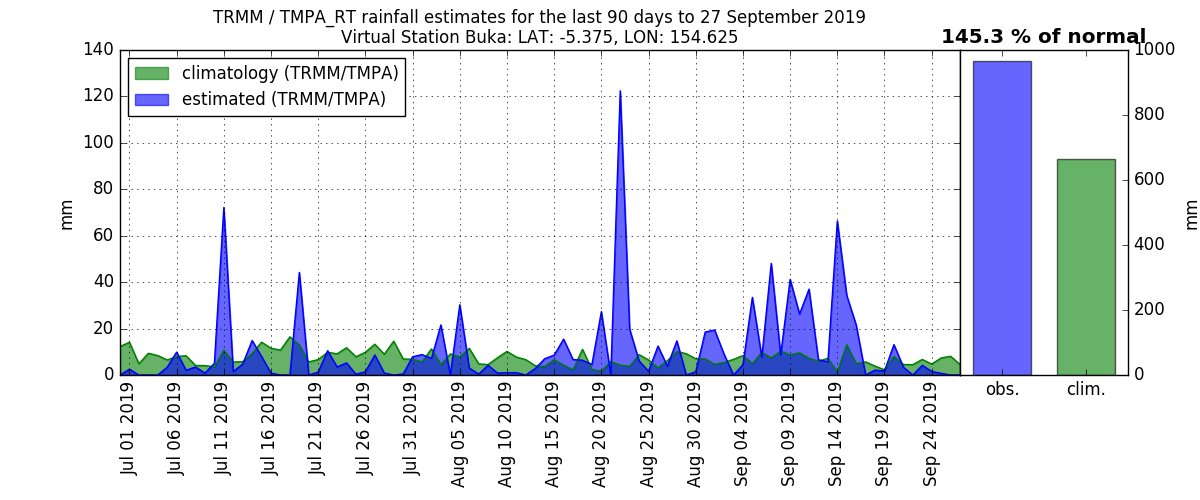 TRMM / TMPA_RT rainfall estimates for the last 90 days to 27 September 2019
Virtual Station Buka: LAT: -5.375, LON: 154.625
145.3 % of normal
climatology (TRMM/TMPA)
estimated (TRMM/TMPA)
140
120
100
80
60
40
20
0
mm
Jul 01 2019
Jul 06 2019
Jul 11 2019
Jul 16 2019
Jul 21 2019
Jul 26 2019
Jul 31 2019
Aug 05 2019
Aug 10 2019
Aug 15 2019
Aug 20 2019
Aug 25 2019
Aug 30 2019
Sep 04 2019
Sep 09 2019
Sep 14 2019
Sep 19 2019
Sep 24 2019
obs.
clim.
1000
800
600
400
200
0
mm